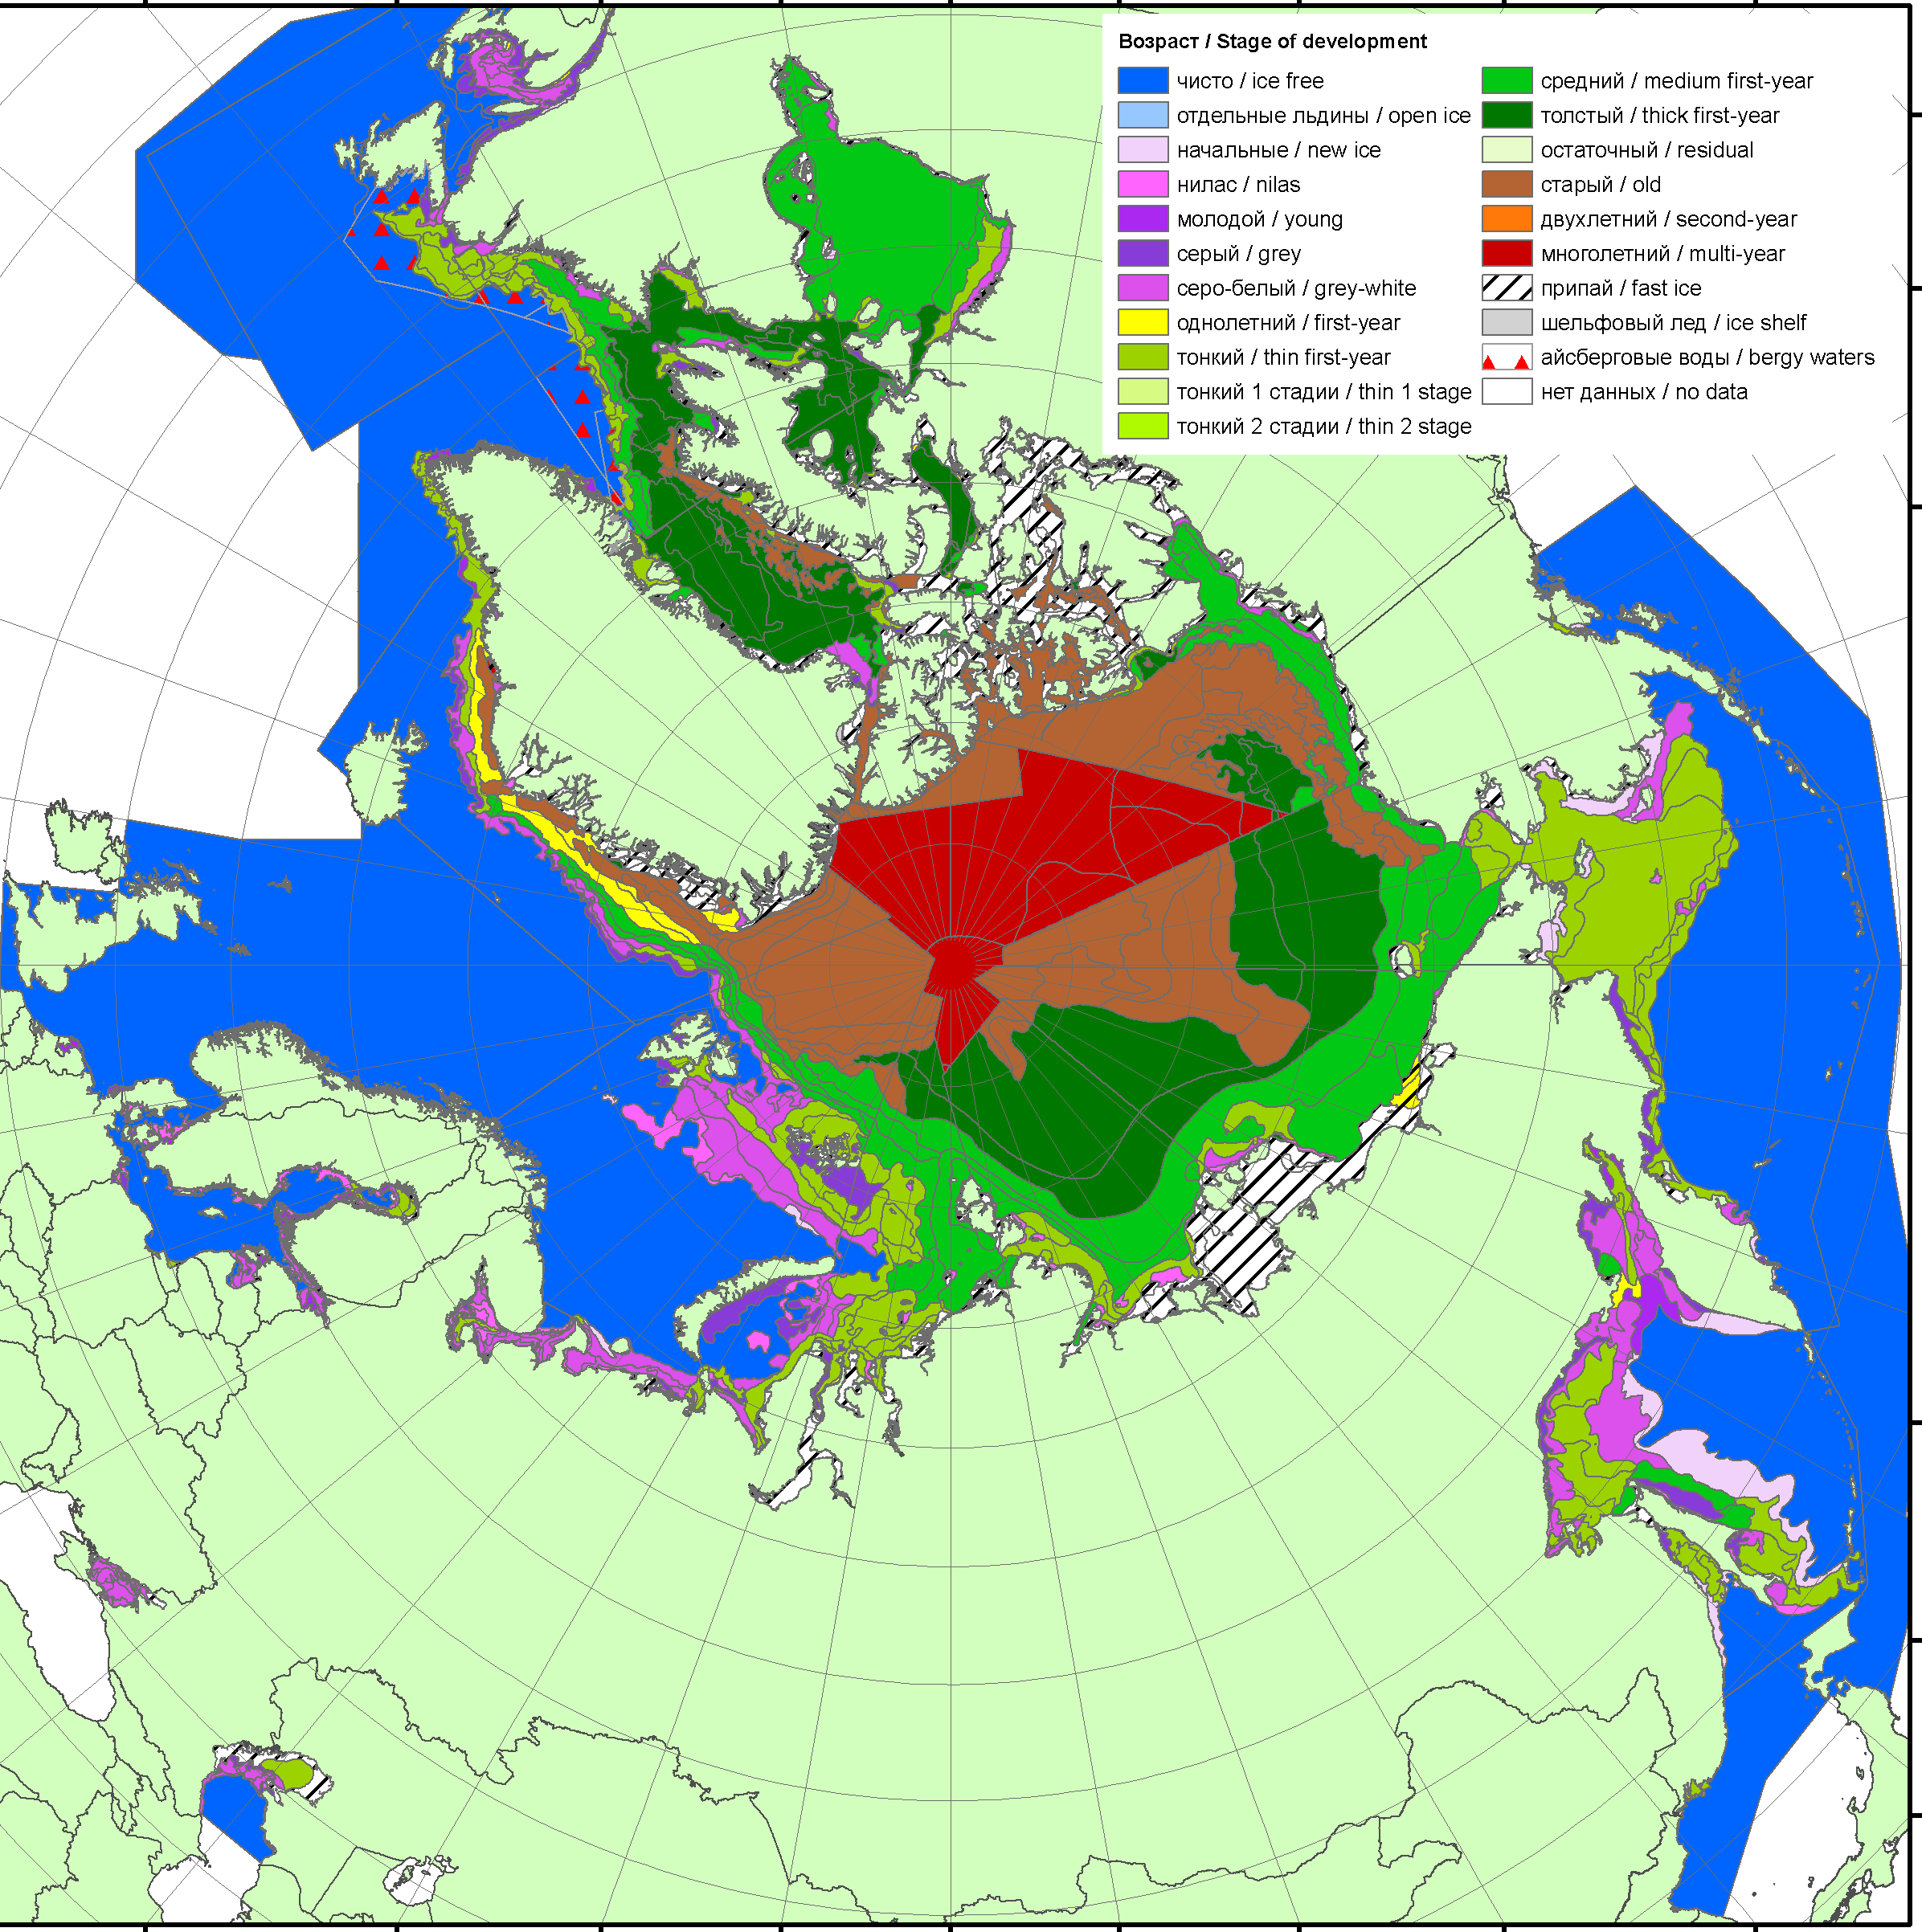 Возраст / Stage of development
чисто / ice free
отдельные льдины / open ice
начальные / new ice
нилас / nilas
молодой / young
серый / grey
серо-белый / grey-white
однолетний / first-year
тонкий / thin first-year
тонкий 1 стадии / thin 1 stage
тонкий 2 стадии / thin 2 stage
средний / medium first-year
толстый / thick first-year
остаточный / residual
старый / old
двухлетний / second-year
многолетний / multi-year
припай / fast ice
шельфовый лед / ice shelf
айсберговые воды / bergy waters
нет данных / no data